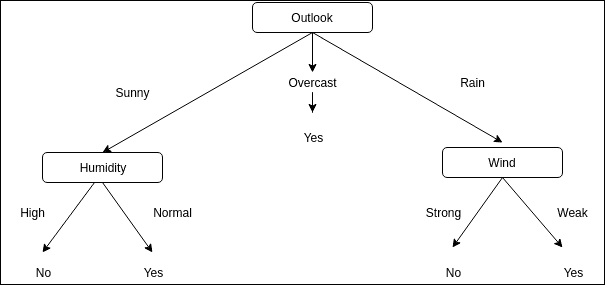 Outlook
Sunny
Overcast
Rain
Yes
Humidity
Wind
High
Normal
Strong
Weak
No
Yes
No
Yes